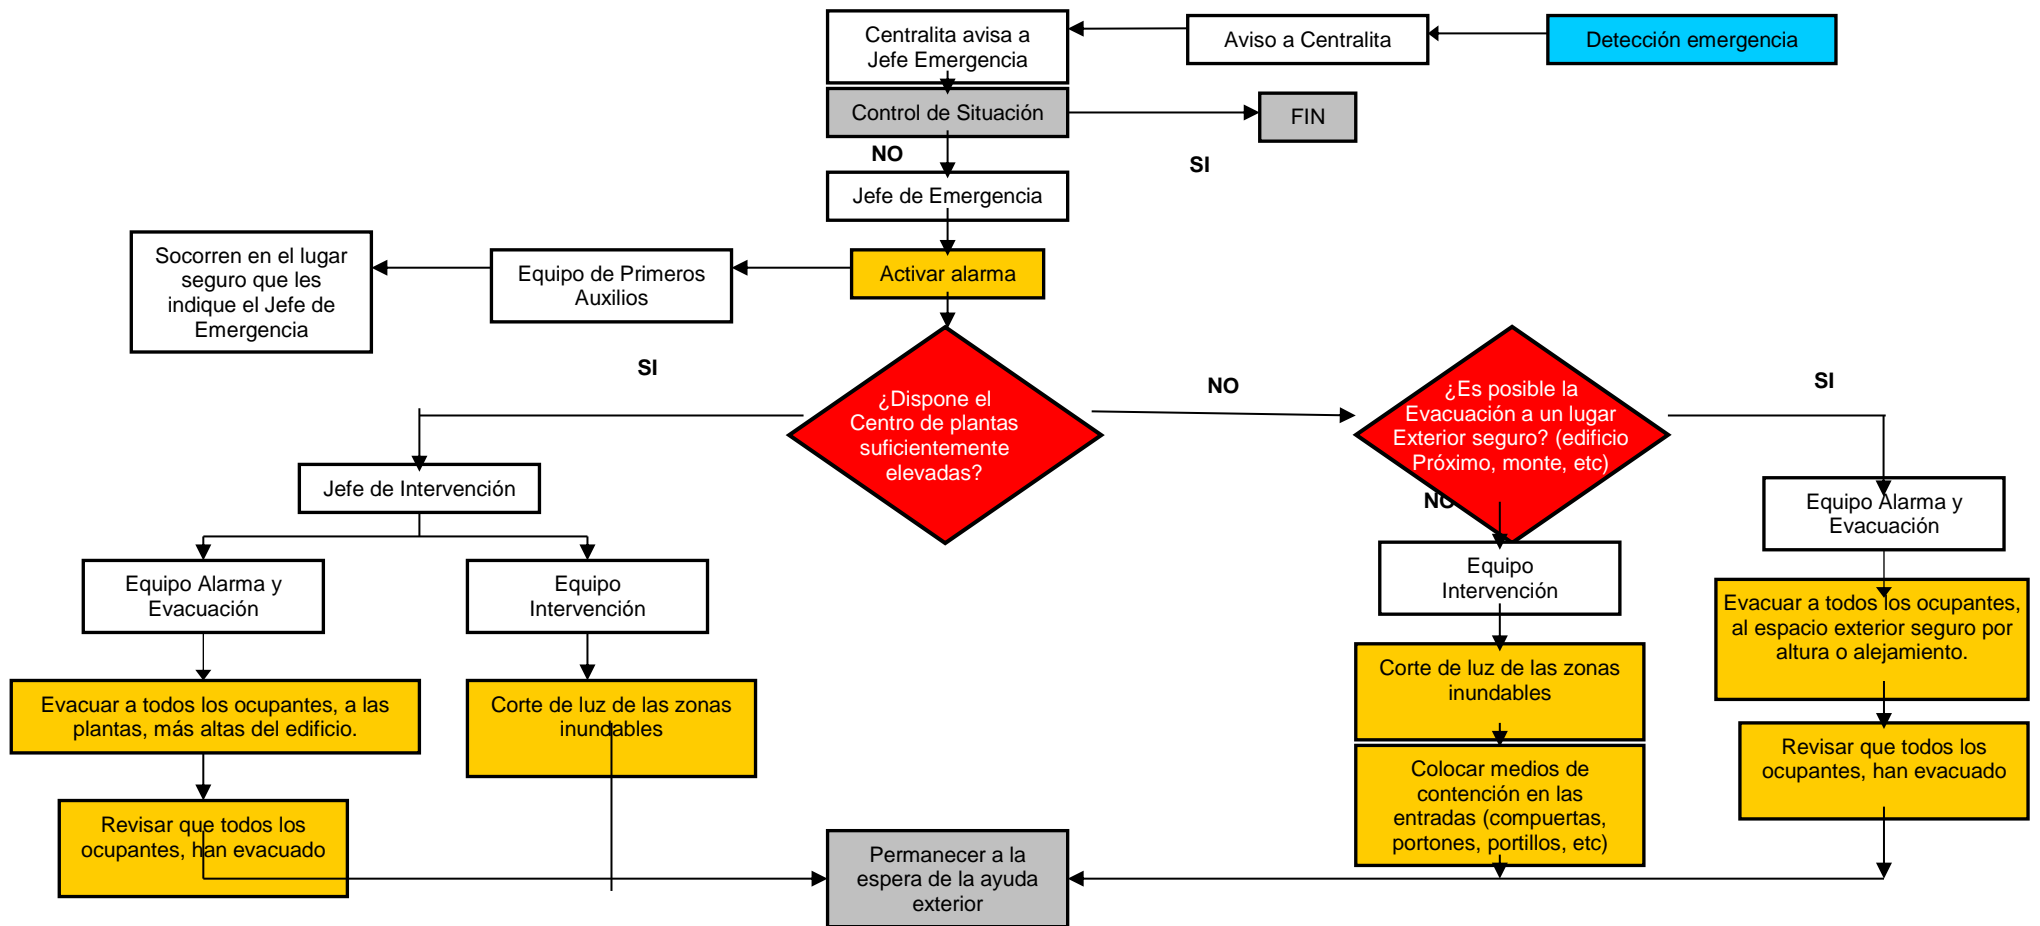 Centralita avisa a
Jefe Emergencia
Aviso a Centralita
Detección emergencia
Control de Situación
FIN
NO
SI
Jefe de Emergencia
Socorren en el lugar
seguro que les
indique el Jefe de
Emergencia
Equipo de Primeros
Auxilios
Activar alarma
SI
¿Dispone el
Centro de plantas
suficientemente
elevadas?
NO
¿Es posible la
Evacuación a un lugar
Exterior seguro? (edificio
Próximo, monte, etc)
SI
NO
Jefe de Intervención
Equipo Alarma y
Evacuación
Equipo Alarma y
Evacuación
Equipo
Intervención
Equipo
Intervención
Evacuar a todos los ocupantes,
al espacio exterior seguro por
altura o alejamiento.
Evacuar a todos los ocupantes, a las
plantas, más altas del edificio.
Corte de luz de las zonas
inundables
Corte de luz de las zonas
inundables
Revisar que todos los
ocupantes, han evacuado
Colocar medios de
contención en las
entradas (compuertas,
portones, portillos, etc)
Revisar que todos los
ocupantes, han evacuado
Permanecer a la
espera de la ayuda
exterior